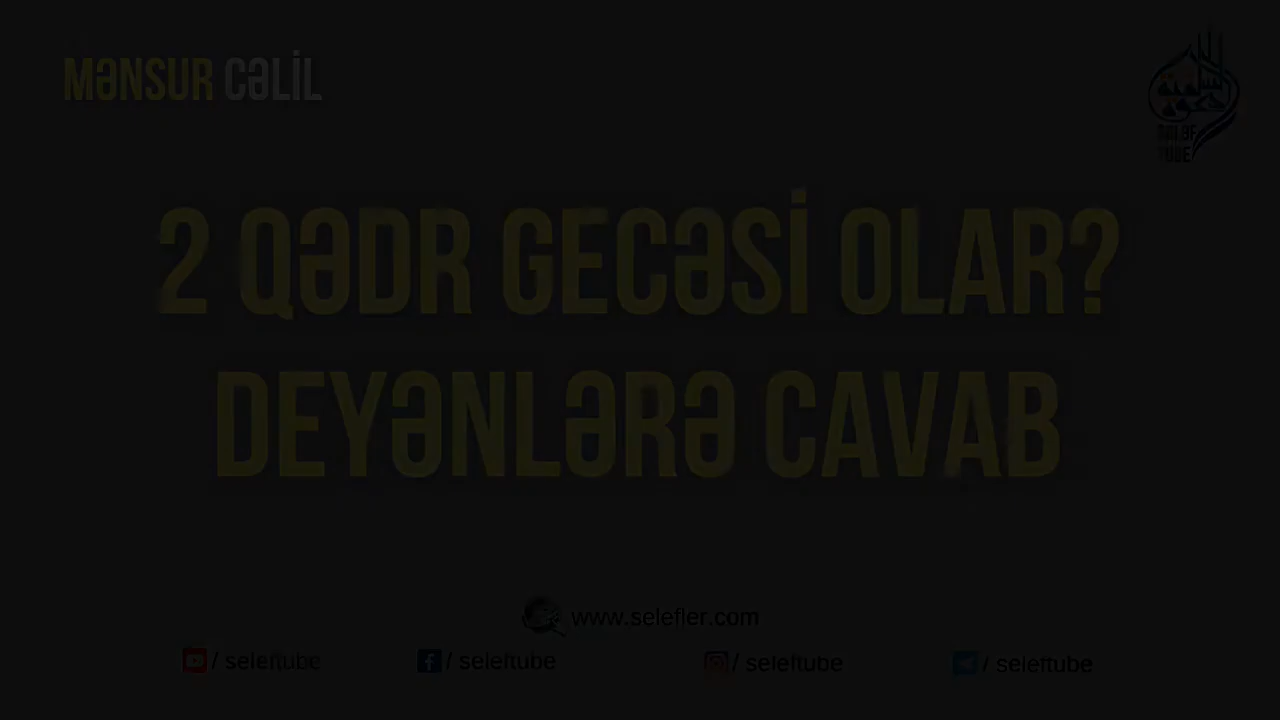 MƏNSUR CƏLİL
2 QƏDR GECƏSİ OLAR?
DEYƏNLƏRƏ CAVAB
www.selefler.com
/ seleftube
/ seleftube
/ seleftube
/ seleftube